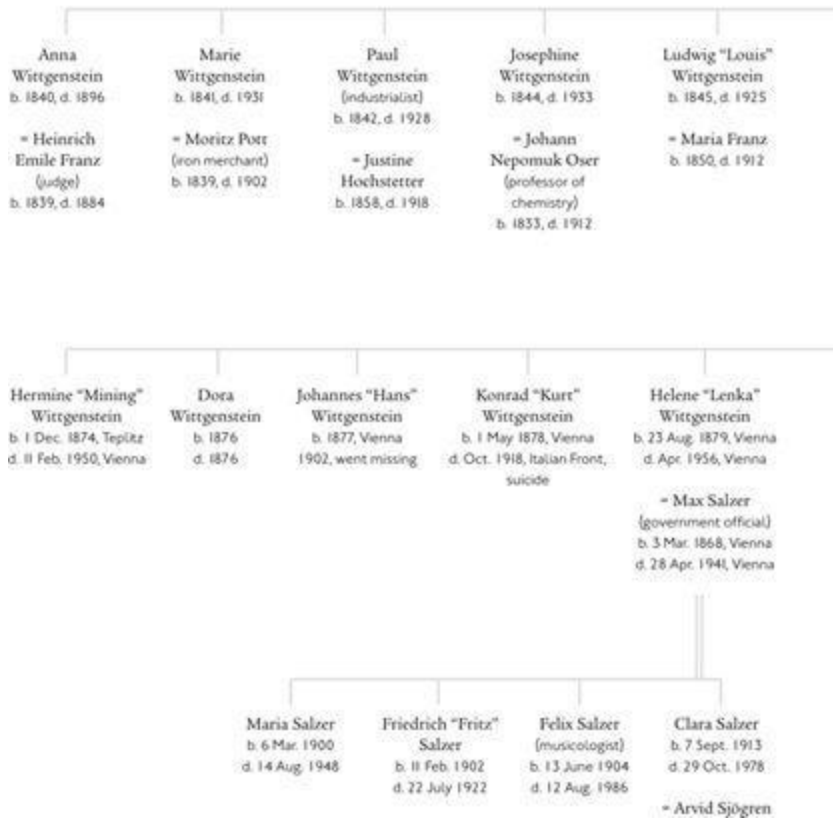 Anna
Wittgenstein
b. 1840, d. 1896
= Heinrich
Emile Franz
(judge)
b. 1839, d. 1884
Marie
Wittgenstein
b. 1841, d. 1931
= Moritz Pott
(iron merchant)
b. 1839, d. 1902
Paul
Wittgenstein
(industrialist)
b. 1842, d. 1928
= Justine
Hochstetter
b. 1858, d. 1918
Josephine
Wittgenstein
b. 1844, d. 1933
= Johann
Nepomuk Oser
(professor of
chemistry)
b. 1833, d. 1912
Ludwig “Louis”
Wittgenstein
b. 1845, d. 1925
= Maria Franz
b. 1850, d. 1912
Hermine “Mining”
Wittgenstein
b. 1 Dec. 1874, Teplitz
d. 11 Feb. 1950, Vienna
Dora
Wittgenstein
b. 1876
d. 1876
Johannes “Hans”
Wittgenstein
b. 1877, Vienna
1902, went missing
Konrad “Kurt”
Wittgenstein
b. 1 May 1878, Vienna
d. Oct. 1918, Italian Front,
suicide
Helene “Lenka”
Wittgenstein
b. 23 Aug. 1879, Vienna
d. Apr. 1956, Vienna
= Max Salzer
(government official)
b. 3 Mar. 1868, Vienna
d. 28 Apr. 1941, Vienna
Maria Salzer
b. 6 Mar. 1900
d. 14 Aug. 1948
Friedrich “Fritz”
Salzer
b. 11 Feb. 1902
d. 22 July 1922
Felix Salzer
(musicologist)
b. 13 June 1904
d. 12 Aug. 1986
Clara Salzer
b. 7 Sept. 1913
d. 29 Oct. 1978
= Arvid Sjögren